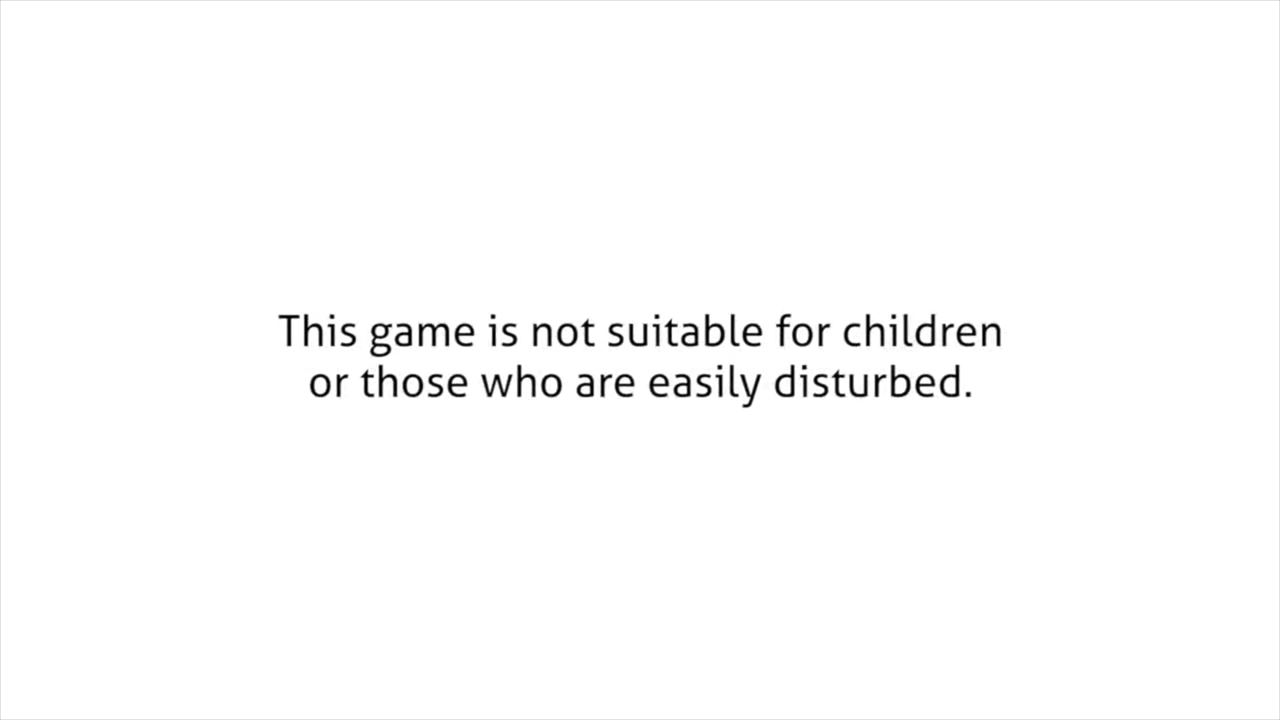 This game is not suitable for children
or those who are easily disturbed.